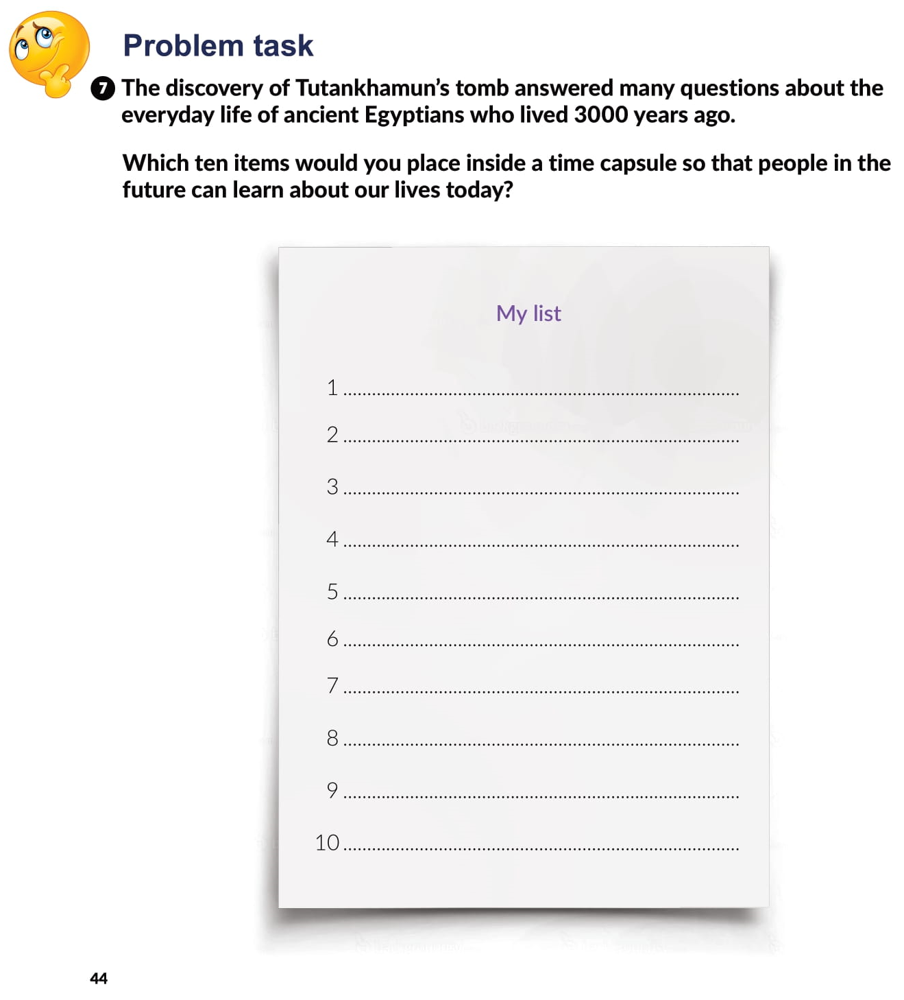 Problem task
7 The discovery of Tutankhamun’s tomb answered many questions about the
everyday life of ancient Egyptians who lived 3000 years ago.
Which ten items would you place inside a time capsule so that people in the
future can learn about our lives today?
My list
1 ................................................................................
2 ................................................................................
3 ................................................................................
4 ................................................................................
5 ................................................................................
6 ................................................................................
7 ................................................................................
8 ................................................................................
9 ................................................................................
10 ................................................................................
44